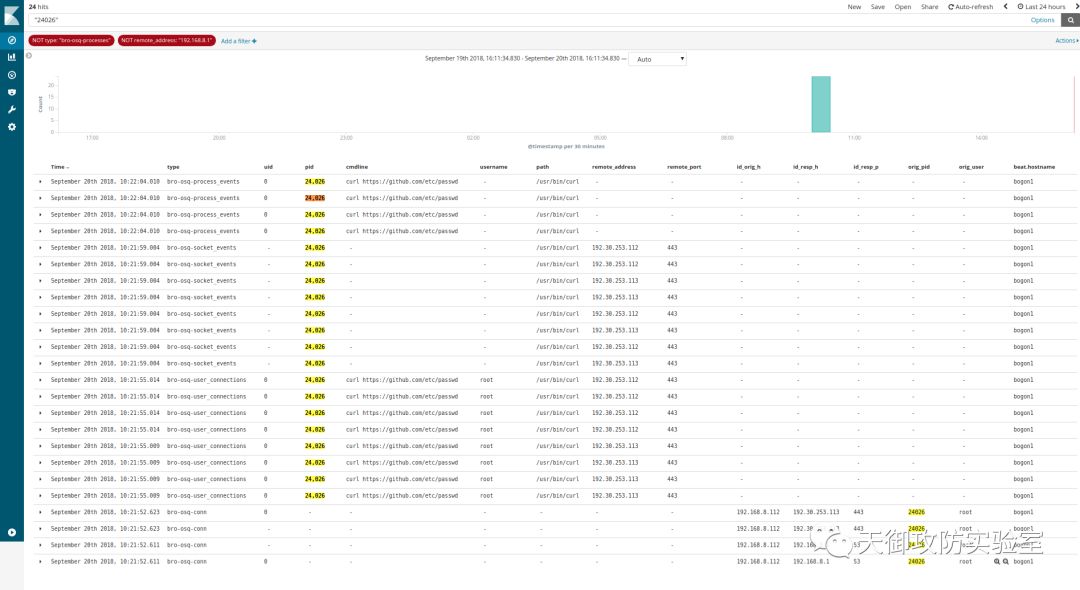 24 hits New Save Open Share Auto-refresh Last 24 hours
"24026" Options
NOT type: "bro-osq-processes" NOT remote_address: "192.168.8.1" Add a filter Actions
September 19th 2018, 16:11:34.830 - September 20th 2018, 16:11:34.830 — Auto
Count
20
15
10
5
0
17:00 20:00 23:00 02:00 05:00 08:00 11:00 14:00
@timestamp per 30 minutes
Time type uid pid cmdline username path remote_address remote_port id_orig_h id_resp_h id_resp_p orig_pid orig_user beat.hostname
September 20th 2018, 10:22:04.010 bro-osq-process_events 0 24,026 curl https://github.com/etc/passwd - /usr/bin/curl - - - - - - - bogon1
September 20th 2018, 10:22:04.010 bro-osq-process_events 0 24,026 curl https://github.com/etc/passwd - /usr/bin/curl - - - - - - - bogon1
September 20th 2018, 10:22:04.010 bro-osq-process_events 0 24,026 curl https://github.com/etc/passwd - /usr/bin/curl - - - - - - - bogon1
September 20th 2018, 10:22:04.010 bro-osq-process_events 0 24,026 curl https://github.com/etc/passwd - /usr/bin/curl - - - - - - - bogon1
September 20th 2018, 10:21:59.004 bro-osq-socket_events - 24,026 - - /usr/bin/curl 192.30.253.112 443 - - - - - bogon1
September 20th 2018, 10:21:59.004 bro-osq-socket_events - 24,026 - - /usr/bin/curl 192.30.253.112 443 - - - - - bogon1
September 20th 2018, 10:21:59.004 bro-osq-socket_events - 24,026 - - /usr/bin/curl 192.30.253.113 443 - - - - - bogon1
September 20th 2018, 10:21:59.004 bro-osq-socket_events - 24,026 - - /usr/bin/curl 192.30.253.113 443 - - - - - bogon1
September 20th 2018, 10:21:59.004 bro-osq-socket_events - 24,026 - - /usr/bin/curl 192.30.253.112 443 - - - - - bogon1
September 20th 2018, 10:21:59.004 bro-osq-socket_events - 24,026 - - /usr/bin/curl 192.30.253.113 443 - - - - - bogon1
September 20th 2018, 10:21:59.004 bro-osq-socket_events - 24,026 - - /usr/bin/curl 192.30.253.112 443 - - - - - bogon1
September 20th 2018, 10:21:59.004 bro-osq-socket_events - 24,026 - - /usr/bin/curl 192.30.253.113 443 - - - - - bogon1
September 20th 2018, 10:21:55.014 bro-osq-user_connections 0 24,026 curl https://github.com/etc/passwd root /usr/bin/curl 192.30.253.112 443 - - - - - bogon1
September 20th 2018, 10:21:55.014 bro-osq-user_connections 0 24,026 curl https://github.com/etc/passwd root /usr/bin/curl 192.30.253.112 443 - - - - - bogon1
September 20th 2018, 10:21:55.014 bro-osq-user_connections 0 24,026 curl https://github.com/etc/passwd root /usr/bin/curl 192.30.253.112 443 - - - - - bogon1
September 20th 2018, 10:21:55.014 bro-osq-user_connections 0 24,026 curl https://github.com/etc/passwd root /usr/bin/curl 192.30.253.112 443 - - - - - bogon1
September 20th 2018, 10:21:55.009 bro-osq-user_connections 0 24,026 curl https://github.com/etc/passwd root /usr/bin/curl 192.30.253.113 443 - - - - - bogon1
September 20th 2018, 10:21:55.009 bro-osq-user_connections 0 24,026 curl https://github.com/etc/passwd root /usr/bin/curl 192.30.253.113 443 - - - - - bogon1
September 20th 2018, 10:21:55.009 bro-osq-user_connections 0 24,026 curl https://github.com/etc/passwd root /usr/bin/curl 192.30.253.113 443 - - - - - bogon1
September 20th 2018, 10:21:55.009 bro-osq-user_connections 0 24,026 curl https://github.com/etc/passwd root /usr/bin/curl 192.30.253.113 443 - - - - - bogon1
September 20th 2018, 10:21:52.623 bro-osq-conn 0 - - - - - - 192.168.8.112 192.30.253.113 443 24026 root bogon1
September 20th 2018, 10:21:52.623 bro-osq-conn - - - - - - - 192.168.8.112 443 24026 root bogon1
September 20th 2018, 10:21:52.611 bro-osq-conn - - - - - - - 192.168.8.112 53 bogon1
天御攻防实验室
September 20th 2018, 10:21:52.611 bro-osq-conn 0 - - - - - - 192.168.8.112 192.168.8.1 53 24026 root bogon1